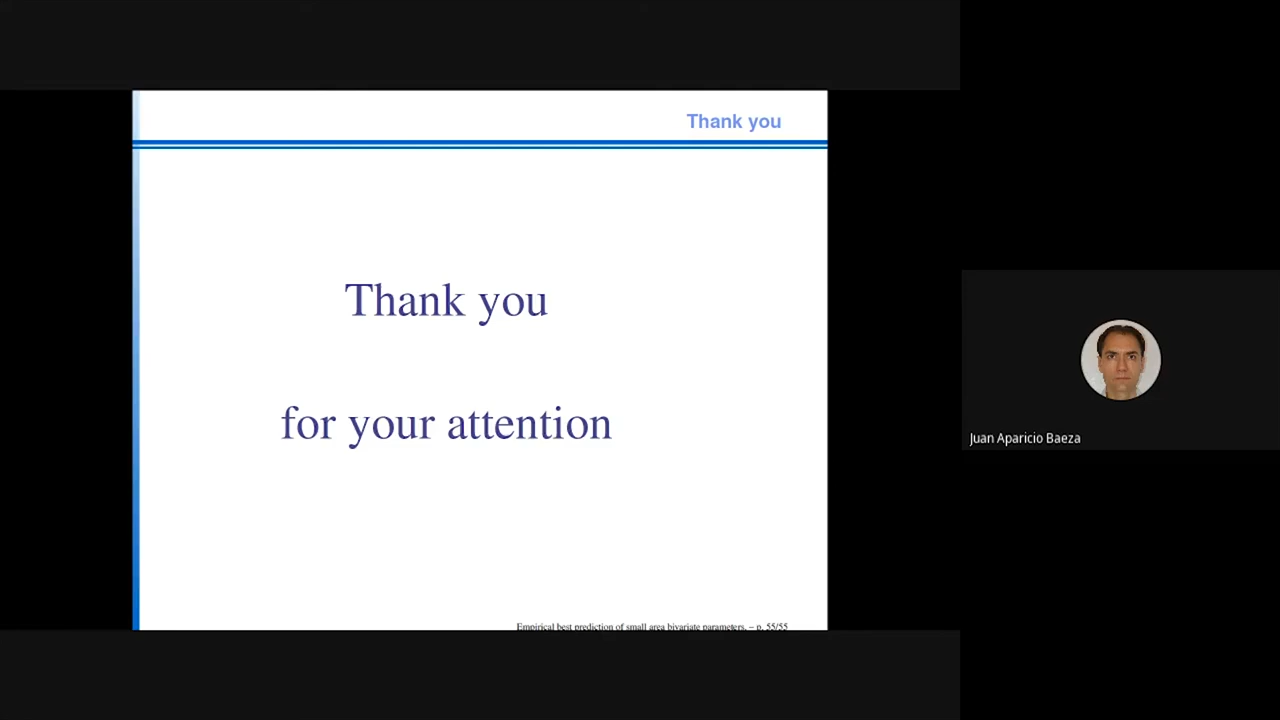 Thank you
Thank you
for your attention
Empirical best prediction of small area bivariate parameters, – p. 55/55
Juan Aparicio Baeza